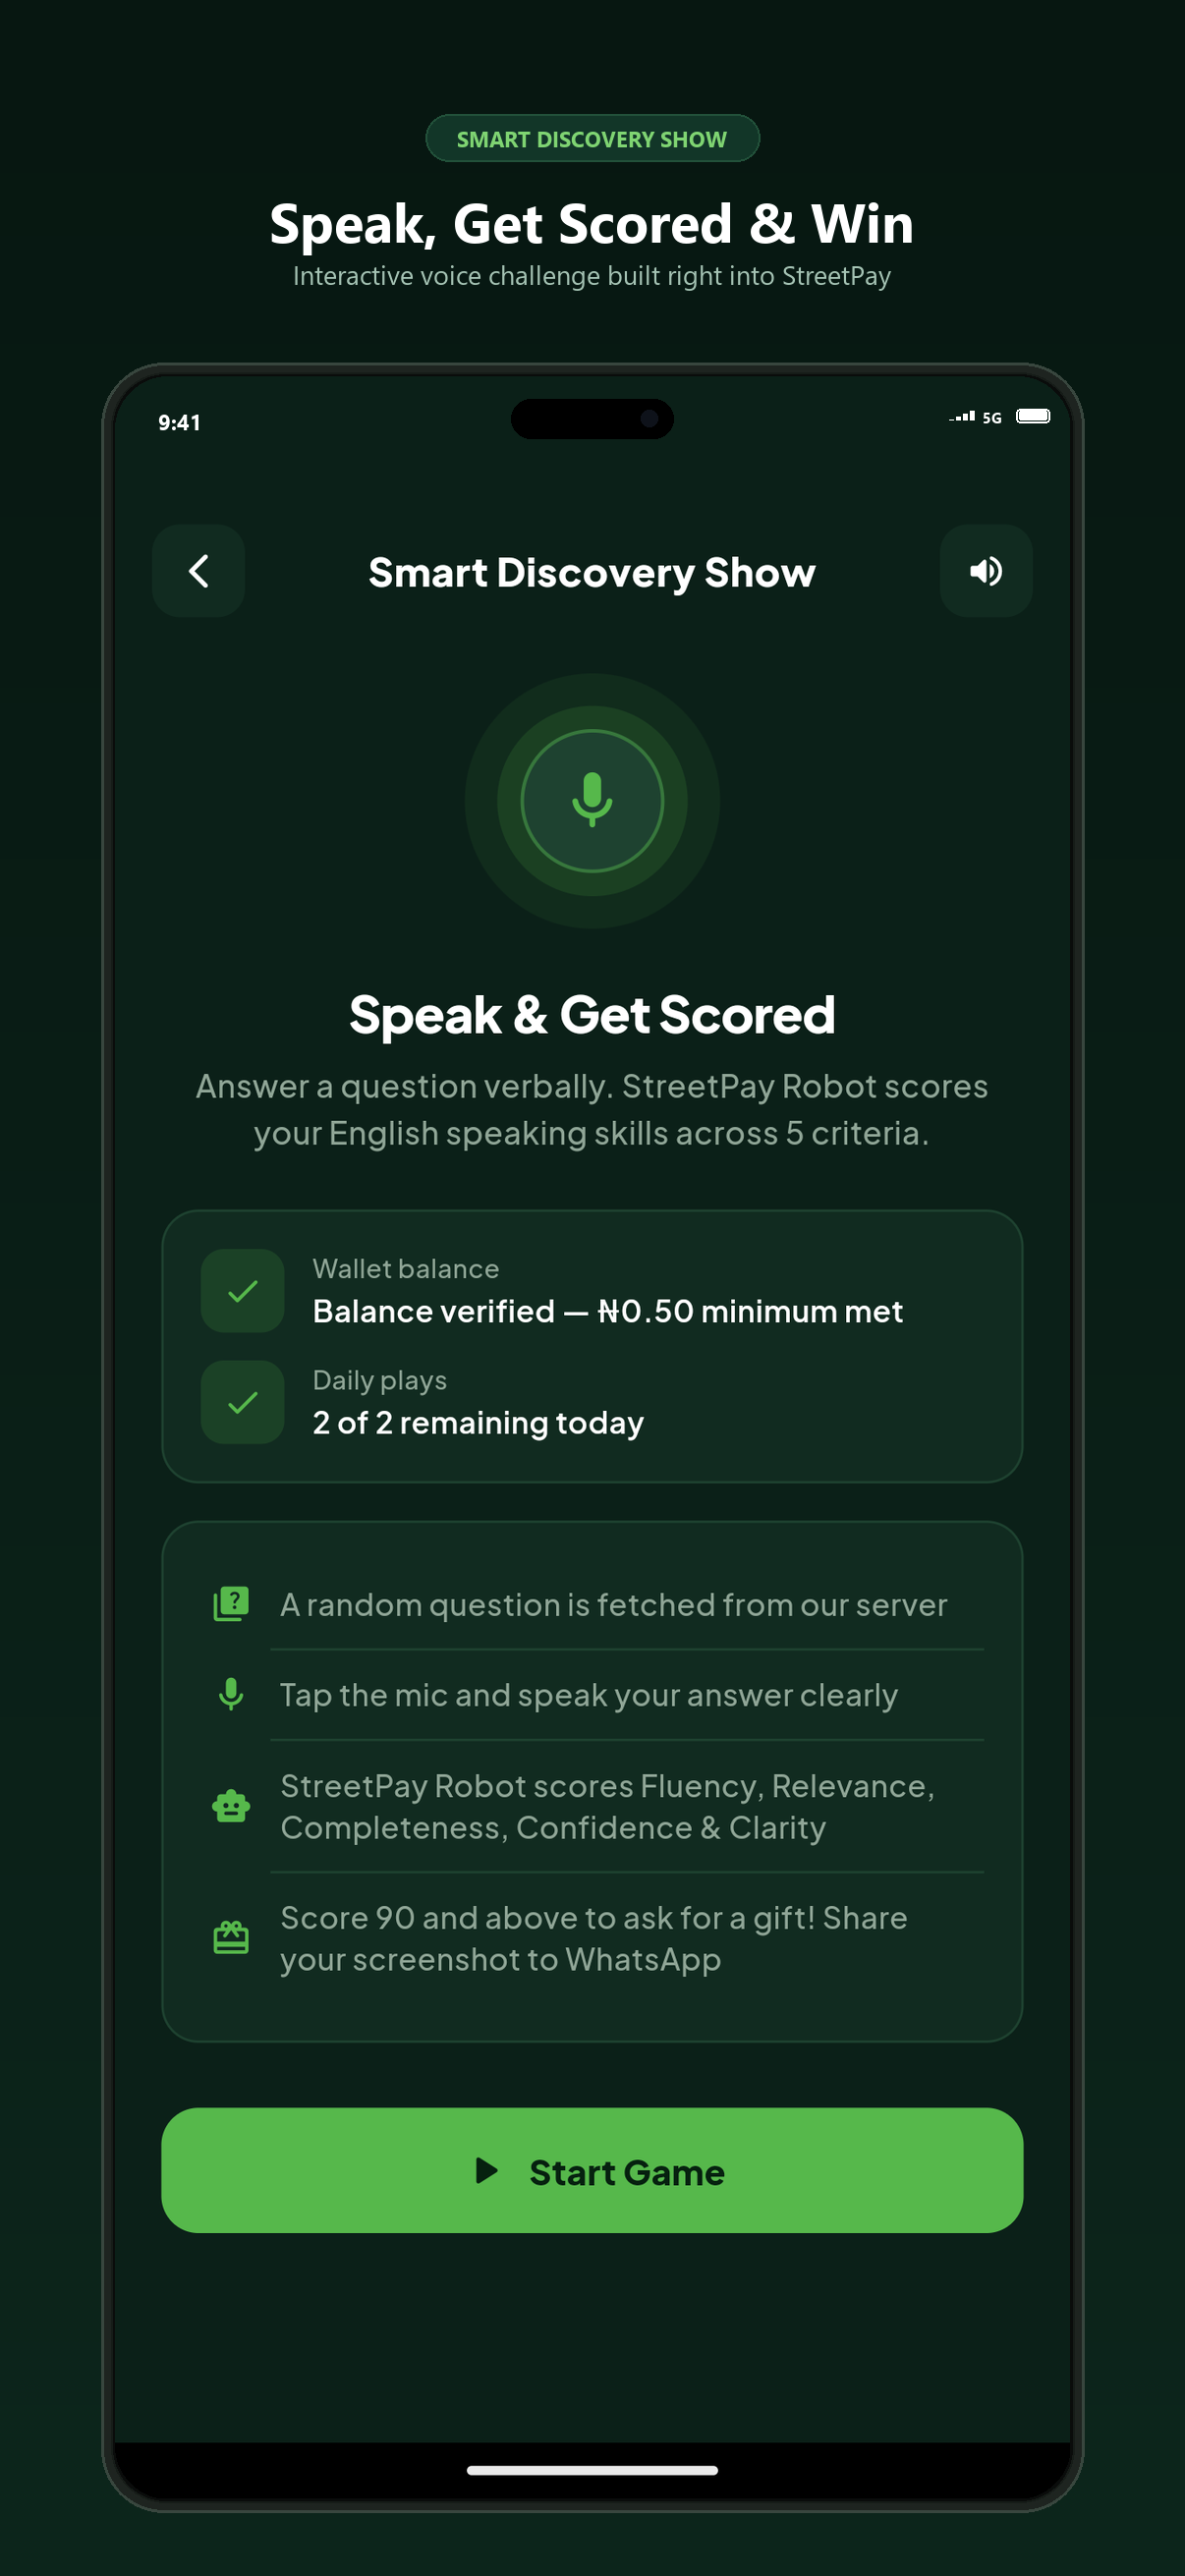 SMART DISCOVERY SHOW
Speak, Get Scored & Win
Interactive voice challenge built right into StreetPay
9:41
5G
Smart Discovery Show
Speak & Get Scored
Answer a question verbally. StreetPay Robot scores
your English speaking skills across 5 criteria.
Wallet balance
Balance verified — ₦0.50 minimum met
Daily plays
2 of 2 remaining today
A random question is fetched from our server
Tap the mic and speak your answer clearly
StreetPay Robot scores Fluency, Relevance,
Completeness, Confidence & Clarity
Score 90 and above to ask for a gift! Share
your screenshot to WhatsApp
Start Game